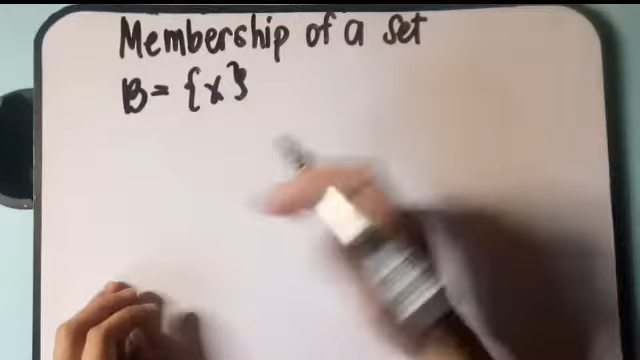 Membership of a set
B = {x}